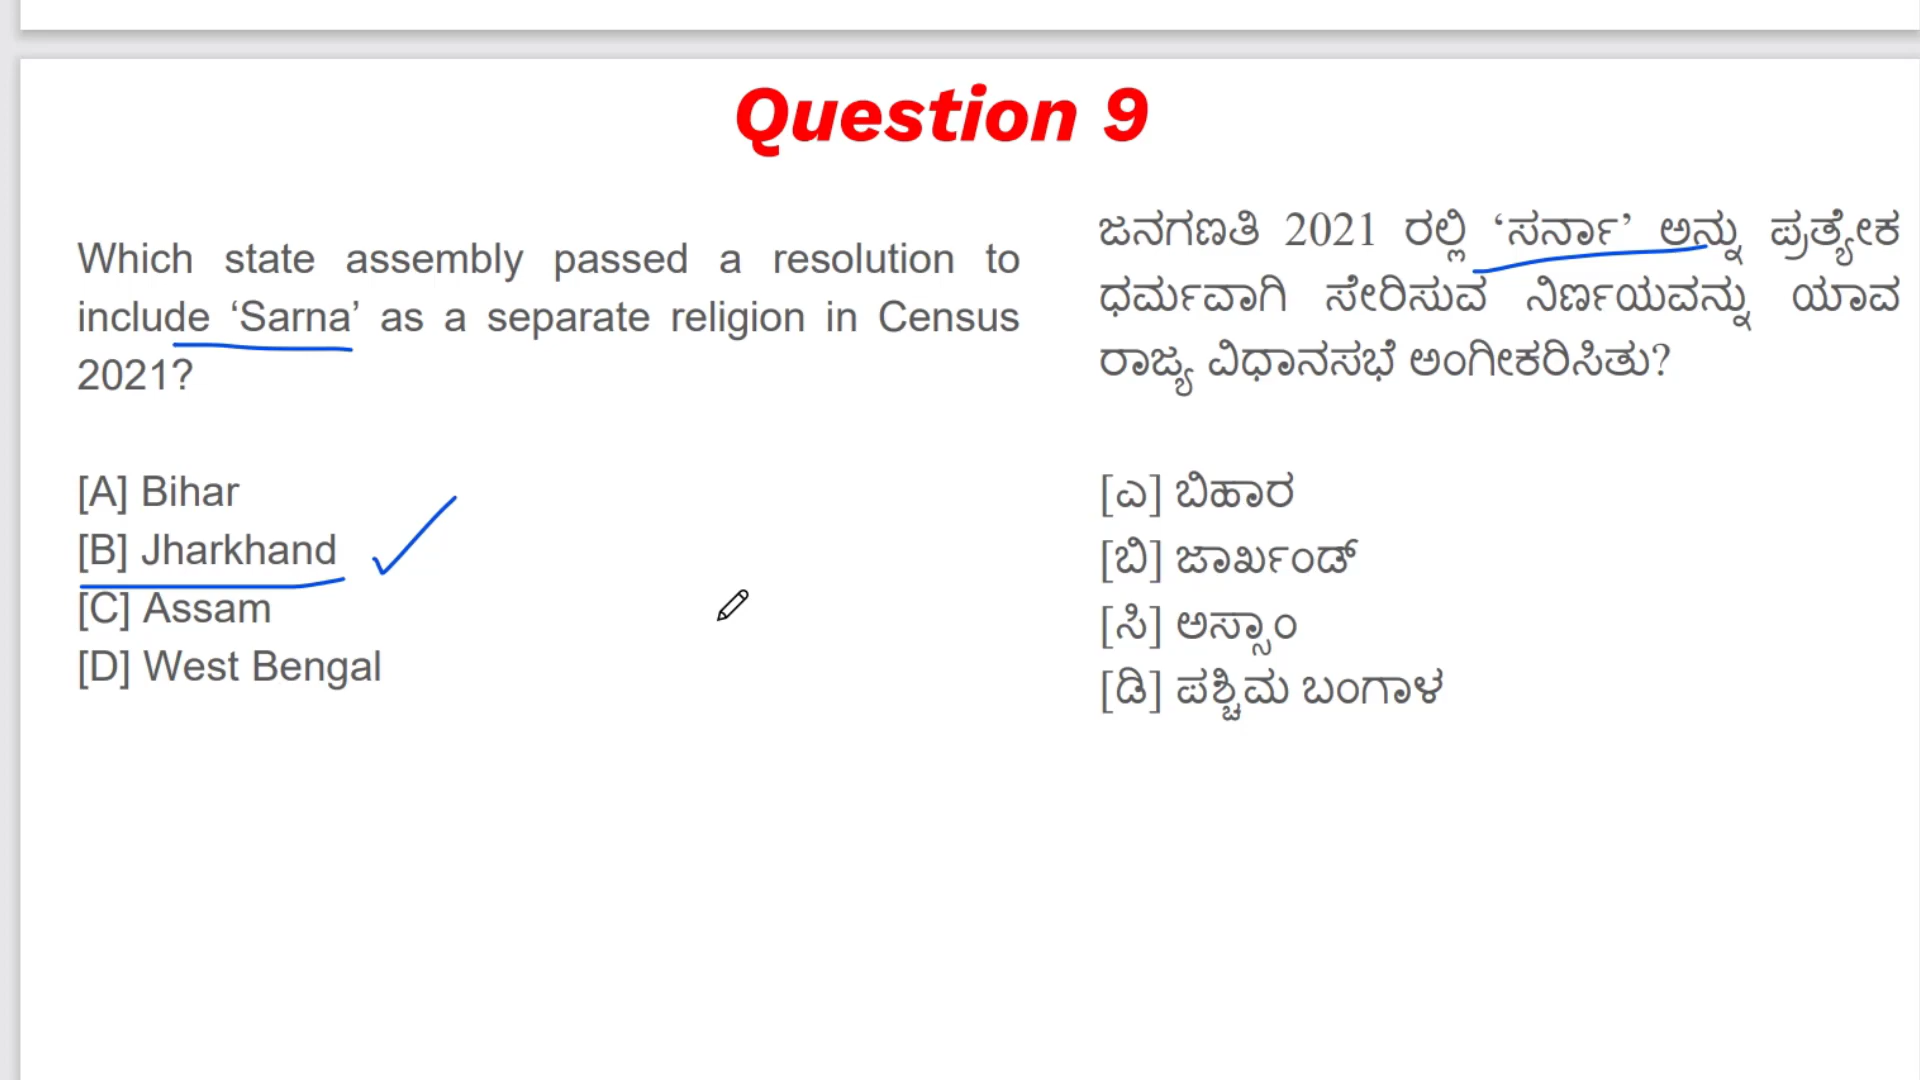 Question 9
Which state assembly passed a resolution to
include ‘Sarna’ as a separate religion in Census
2021?
[A] Bihar
[B] Jharkhand
[C] Assam
[D] West Bengal
ಜನಗಣತಿ 2021 ರಲ್ಲಿ ‘ಸರ್ನಾ’ ಅನ್ನು ಪ್ರತ್ಯೇಕ
ಧರ್ಮವಾಗಿ ಸೇರಿಸುವ ನಿರ್ಣಯವನ್ನು ಯಾವ
ರಾಜ್ಯ ವಿಧಾನಸಭೆ ಅಂಗೀಕರಿಸಿತು?
[ಎ] ಬಿಹಾರ
[ಬಿ] ಜಾರ್ಖಂಡ್
[ಸಿ] ಅಸ್ಸಾಂ
[ಡಿ] ಪಶ್ಚಿಮ ಬಂಗಾಳ